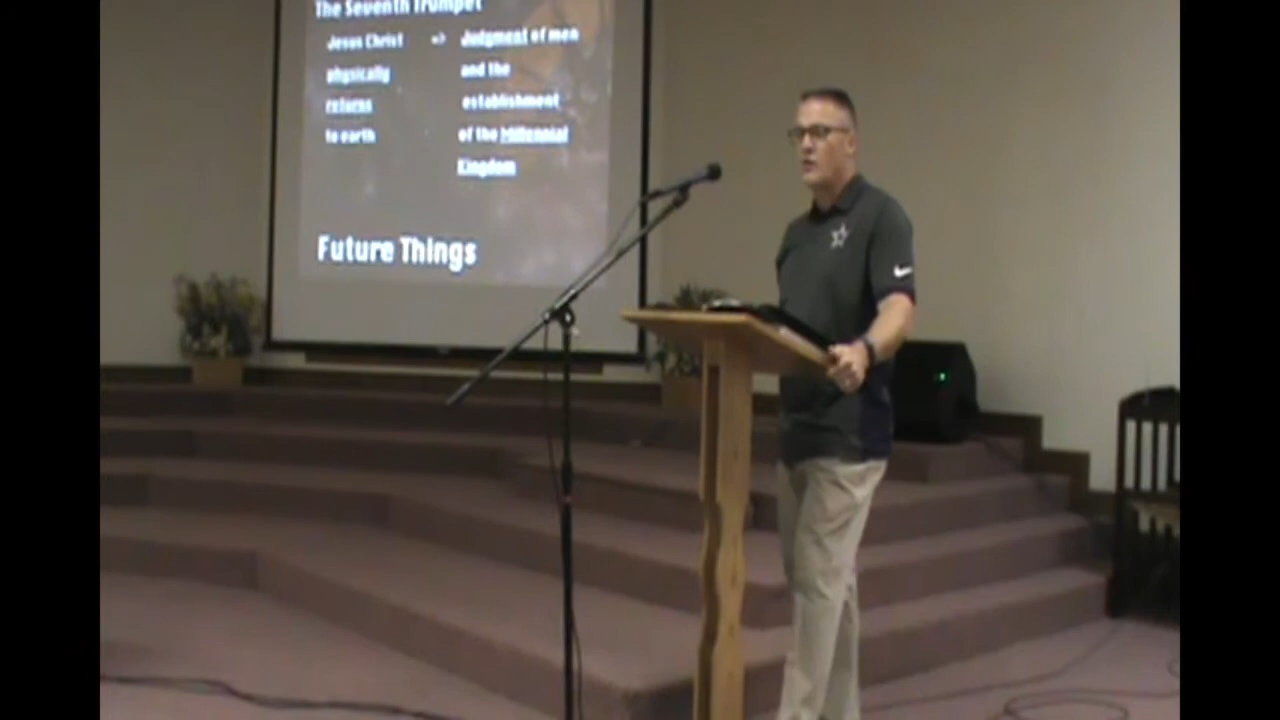 The Seventh Trumpet
Jesus Christ => Judgment of men
physically and the
returns establishment
to earth of the Millennial
Kingdom
Future Things